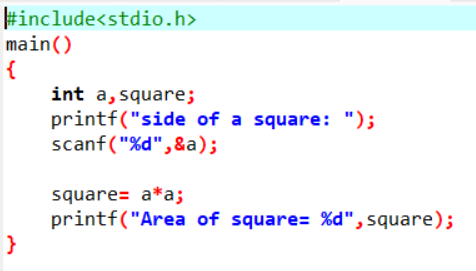 #include<stdio.h>
main()
{
int a,square;
printf("side of a square: ");
scanf("%d",&a);
square= a*a;
printf("Area of square= %d",square);
}